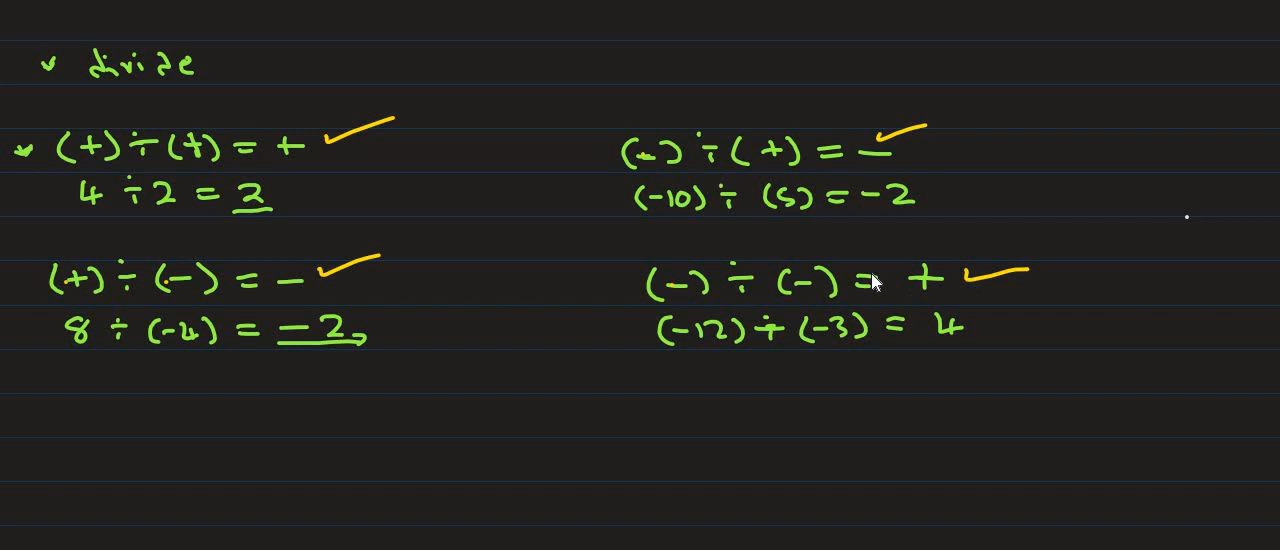 divide
(+) ÷ (+) = +
4 ÷ 2 = 2
(-) ÷ (+) = -
(-10) ÷ (5) = -2
(+) ÷ (-) = -
8 ÷ (-4) = -2
(-) ÷ (-) = +
(-12) ÷ (-3) = 4